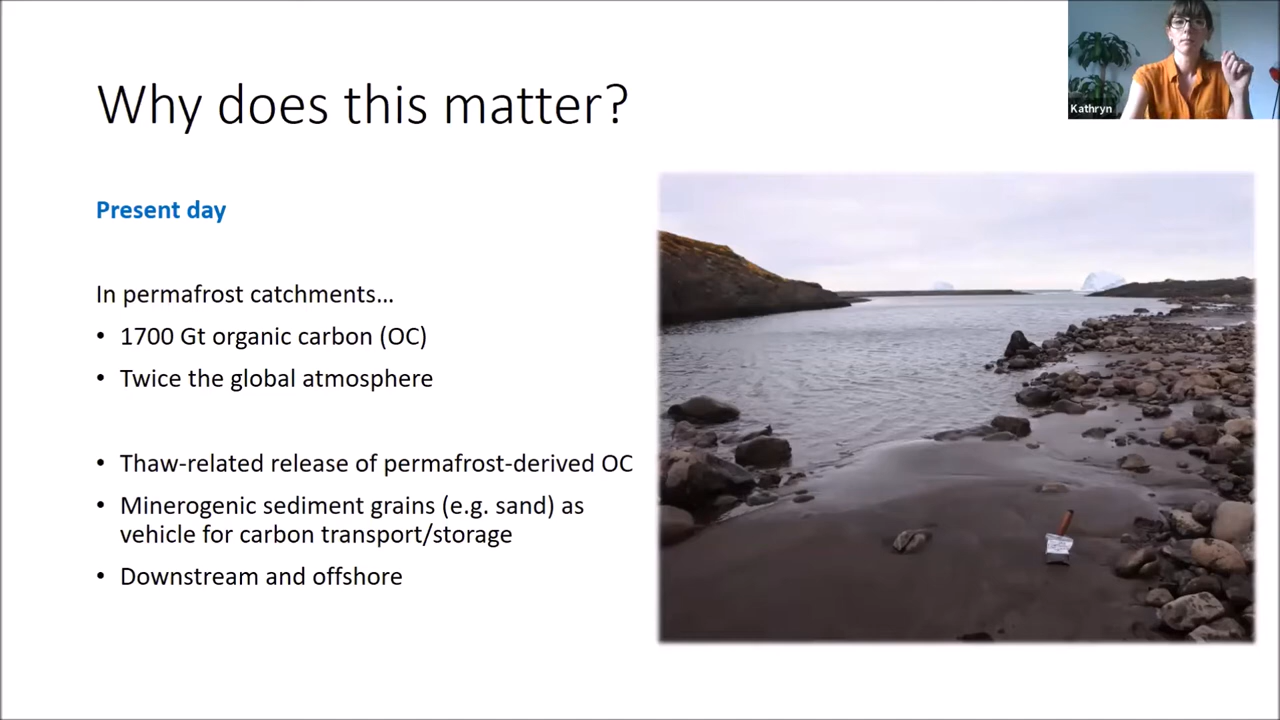 Why does this matter?
Kathryn
Present day
In permafrost catchments…
• 1700 Gt organic carbon (OC)
• Twice the global atmosphere
• Thaw-related release of permafrost-derived OC
• Minerogenic sediment grains (e.g. sand) as
vehicle for carbon transport/storage
• Downstream and offshore